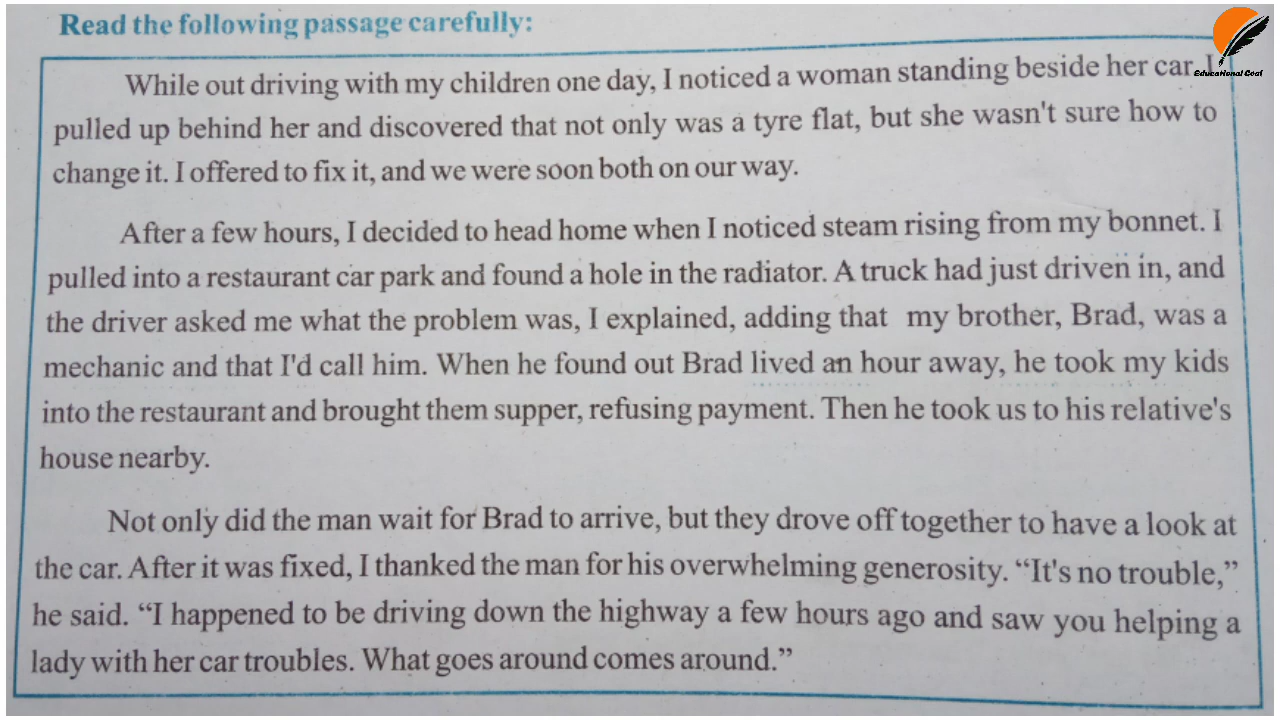 Read the following passage carefully:
Educational Goat
While out driving with my children one day, I noticed a woman standing beside her car. I
pulled up behind her and discovered that not only was a tyre flat, but she wasn't sure how to
change it. I offered to fix it, and we were soon both on our way.
After a few hours, I decided to head home when I noticed steam rising from my bonnet. I
pulled into a restaurant car park and found a hole in the radiator. A truck had just driven in, and
the driver asked me what the problem was, I explained, adding that my brother, Brad, was a
mechanic and that I'd call him. When he found out Brad lived an hour away, he took my kids
into the restaurant and brought them supper, refusing payment. Then he took us to his relative's
house nearby.
Not only did the man wait for Brad to arrive, but they drove off together to have a look at
the car. After it was fixed, I thanked the man for his overwhelming generosity. “It's no trouble,”
he said. “I happened to be driving down the highway a few hours ago and saw you helping a
lady with her car troubles. What goes around comes around.”